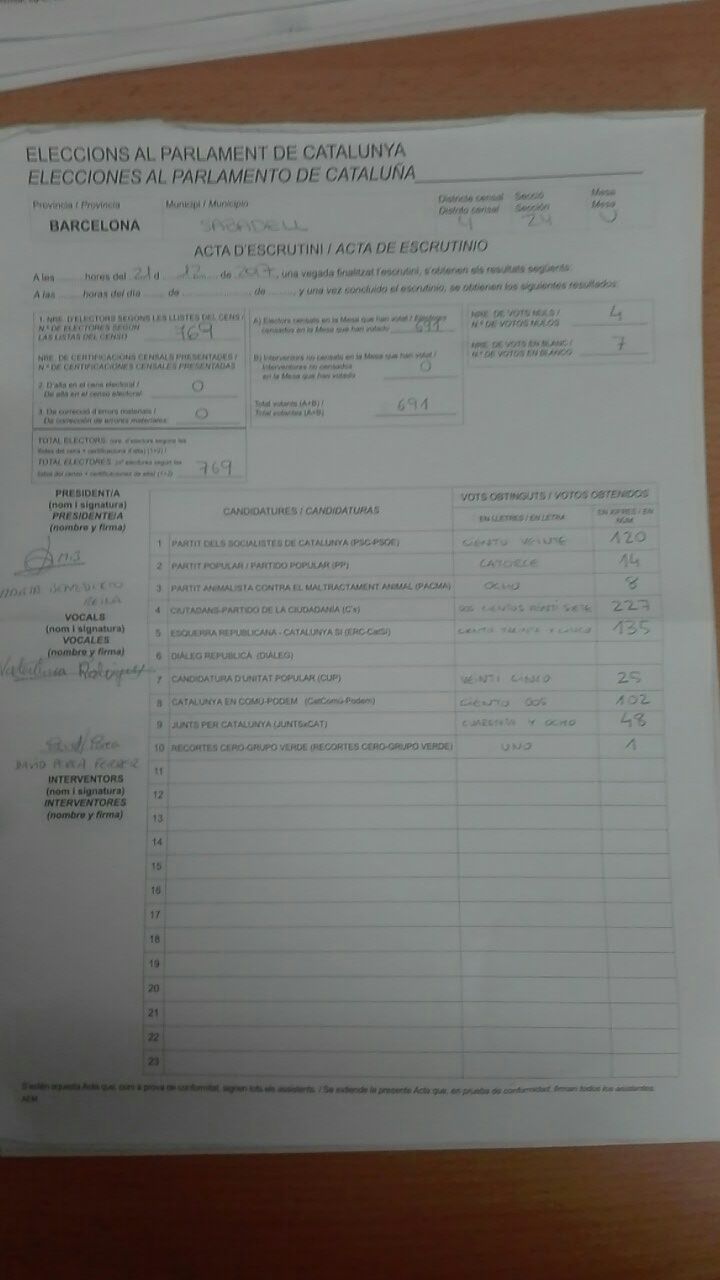 ELECCIONS AL PARLAMENT DE CATALUNYA
ELECCIONES AL PARLAMENTO DE CATALUÑA
Província / Provincia
BARCELONA
Municipi / Municipio
SABADELL
Districte censal
Distrito censal
4
Secció
Sección
24
Mesa
Mesa
U
ACTA D'ESCRUTINI / ACTA DE ESCRUTINIO
A les ........ hores del 21 d .... 12 .... de 2017, una vegada finalitzat l'escrutini, s'obtenen els resultats següents:
A las ........ horas del día ........ de ........................ de ........, y una vez concluido el escrutinio, se obtienen los siguientes resultados:
1. NRE. D'ELECTORS SEGONS LES LLISTES DEL CENS /
N.º DE ELECTORES SEGÚN
LAS LISTAS DEL CENSO 769
NRE. DE CERTIFICACIONS CENSALS PRESENTADES /
N.º DE CERTIFICACIONES CENSALES PRESENTADAS
2. D'alta en el cens electoral /
De alta en el censo electoral: 0
3. De correcció d'errors materials /
De corrección de errores materiales: 0
TOTAL ELECTORS: (nre. d'electors segons les
llistes del cens + certificacions d'alta) (1+2) /
TOTAL ELECTORES: (nº electores según las
listas del censo + certificaciones de alta) (1+2) 769
A) Electors censats en la Mesa que han votat / Electores
censados en la Mesa que han votado 691
B) Interventors no censats en la Mesa que han votat /
Interventores no censados
en la Mesa que han votado 0
Total votants (A+B) /
Total votantes (A+B) 691
NRE. DE VOTS NULS /
N.º DE VOTOS NULOS 4
NRE. DE VOTS EN BLANC /
N.º DE VOTOS EN BLANCO 7
PRESIDENT/A
(nom i signatura)
PRESIDENTE/A
(nombre y firma)
VOCALS
(nom i signatura)
VOCALES
(nombre y firma)
Rodríguez
David Perea
DAVID PEREA
INTERVENTORS
(nom i signatura)
INTERVENTORES
(nombre y firma)
CANDIDATURES / CANDIDATURAS
VOTS OBTINGUTS / VOTOS OBTENIDOS
EN LLETRES / EN LETRA
EN XIFRES / EN NÚM.
1 PARTIT DELS SOCIALISTES DE CATALUNYA (PSC-PSOE) CIENTO VEINTE 120
2 PARTIT POPULAR / PARTIDO POPULAR (PP) CATORCE 14
3 PARTIT ANIMALISTA CONTRA EL MALTRACTAMENT ANIMAL (PACMA) OCHO 8
4 CIUTADANS-PARTIDO DE LA CIUDADANÍA (C's) DOS CIENTOS VEINTI SIETE 227
5 ESQUERRA REPUBLICANA - CATALUNYA SÍ (ERC-CatSí) CIENTO TREINTA Y CINCO 135
6 DIÀLEG REPUBLICÀ (DIÀLEG)
7 CANDIDATURA D'UNITAT POPULAR (CUP) VEINTI CINCO 25
8 CATALUNYA EN COMÚ-PODEM (CatComú-Podem) CIENTO DOS 102
9 JUNTS PER CATALUNYA (JUNTSxCAT) CUARENTA Y OCHO 48
10 RECORTES CERO-GRUPO VERDE (RECORTES CERO-GRUPO VERDE) UNO 1
11
12
13
14
15
16
17
18
19
20
21
22
23
S'estén aquesta Acta que, com a prova de conformitat, signen tots els assistents. / Se extiende la presente Acta que, en prueba de conformidad, firman todos los asistentes.
AEM